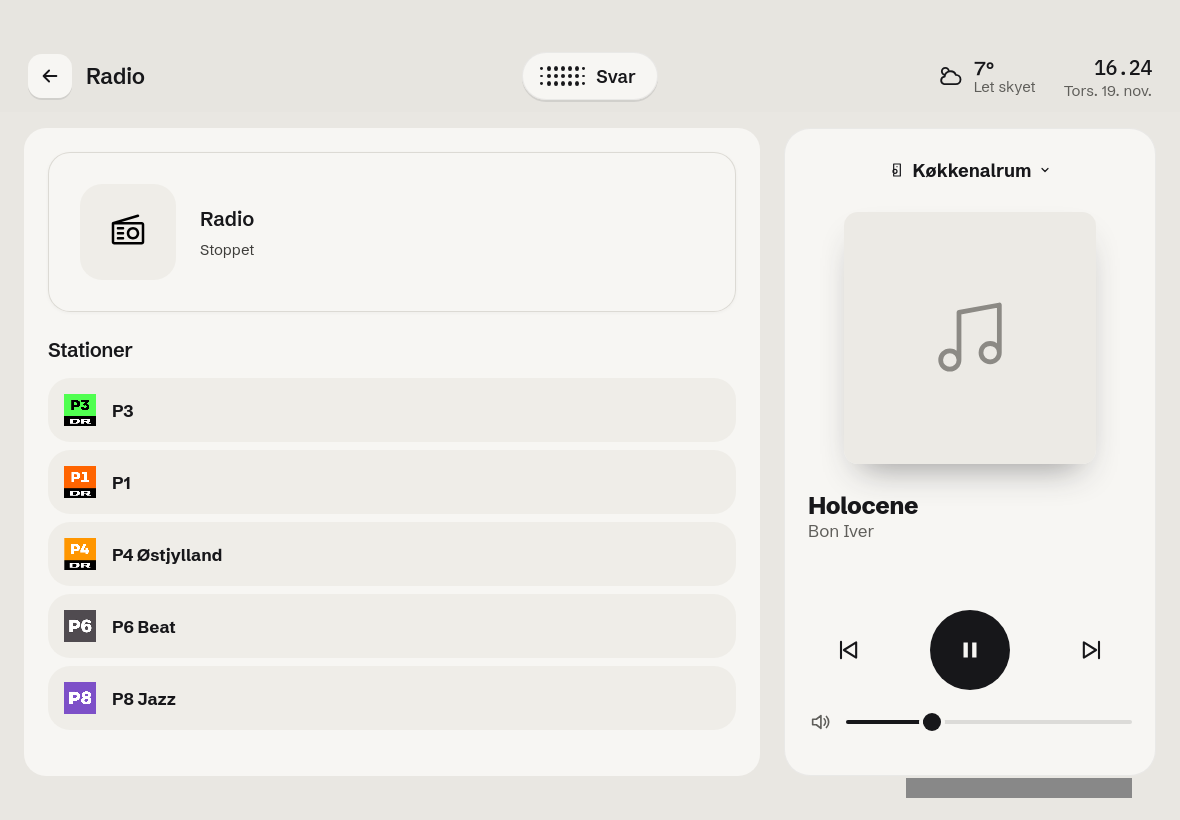 Radio
Svar
7°
Let skyet
16.24
Tors. 19. nov.
Radio
Stoppet
Stationer
P3
DR
P3
P1
DR
P1
P4
DR
P4 Østjylland
P6
P6 Beat
P8
P8 Jazz
Køkkenalrum
Holocene
Bon Iver